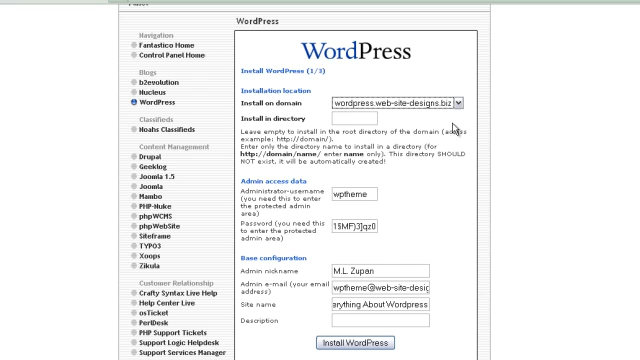 WordPress
Navigation
Fantastico Home
Control Panel Home
Blogs
b2evolution
Nucleus
WordPress
Classifieds
Noahs Classifieds
Content Management
Drupal
Geeklog
Joomla 1.5
Joomla
Mambo
PHP-Nuke
phpWCMS
phpWebSite
Siteframe
TYPO3
Xoops
Zikula
Customer Relationship
Crafty Syntax Live Help
Help Center Live
osTicket
PerlDesk
PHP Support Tickets
Support Logic Helpdesk
Support Services Manager
WordPress
Install WordPress (1/3)
Installation location
Install on domain wordpress.web-site-designs.biz
Install in directory
Leave empty to install in the root directory of the domain (access
example: http://domain/).
Enter only the directory name to install in a directory (for
http://domain/name/ enter name only). This directory SHOULD
NOT exist, it will be automatically created!
Admin access data
Administrator-username
(you need this to
enter the protected
admin area)
wptheme
Password (you need this
to enter the protected
admin area)
Base configuration
Admin nickname M.L. Zupan
Admin e-mail (your email
address)
wptheme@web-site-desig
Site name erything About Wordpress
Description
Install WordPress